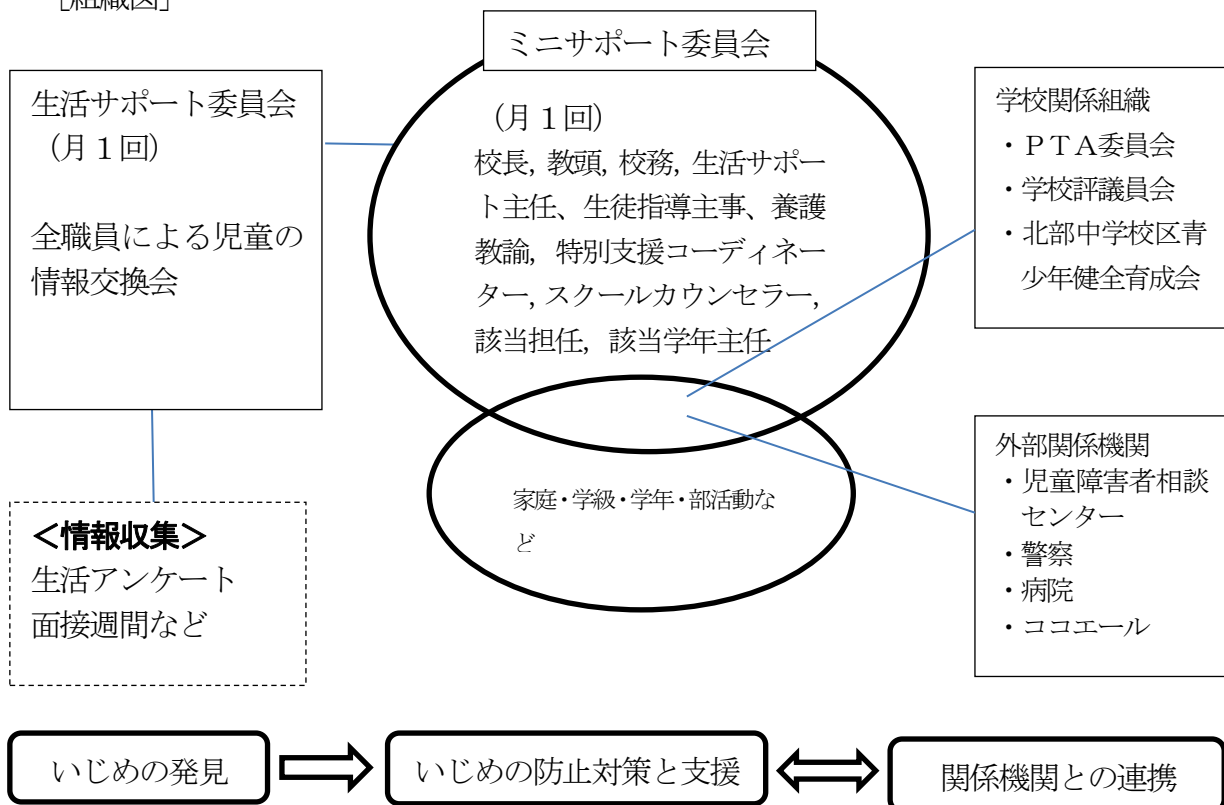 ［組織図］
ミニサポート委員会
生活サポート委員会
（月１回）
全職員による児童の
情報交換会
（月１回）
校長, 教頭, 校務, 生活サポー
ト主任、生徒指導主事、養護
教諭, 特別支援コーディネー
ター, スクールカウンセラー,
該当担任, 該当学年主任
学校関係組織
・ＰＴＡ委員会
・学校評議員会
・北部中学校区青
少年健全育成会
家庭・学級・学年・部活動な
ど
外部関係機関
・児童障害者相談
センター
・警察
・病院
・ココエール
＜情報収集＞
生活アンケート
面接週間など
いじめの発見
いじめの防止対策と支援
関係機関との連携